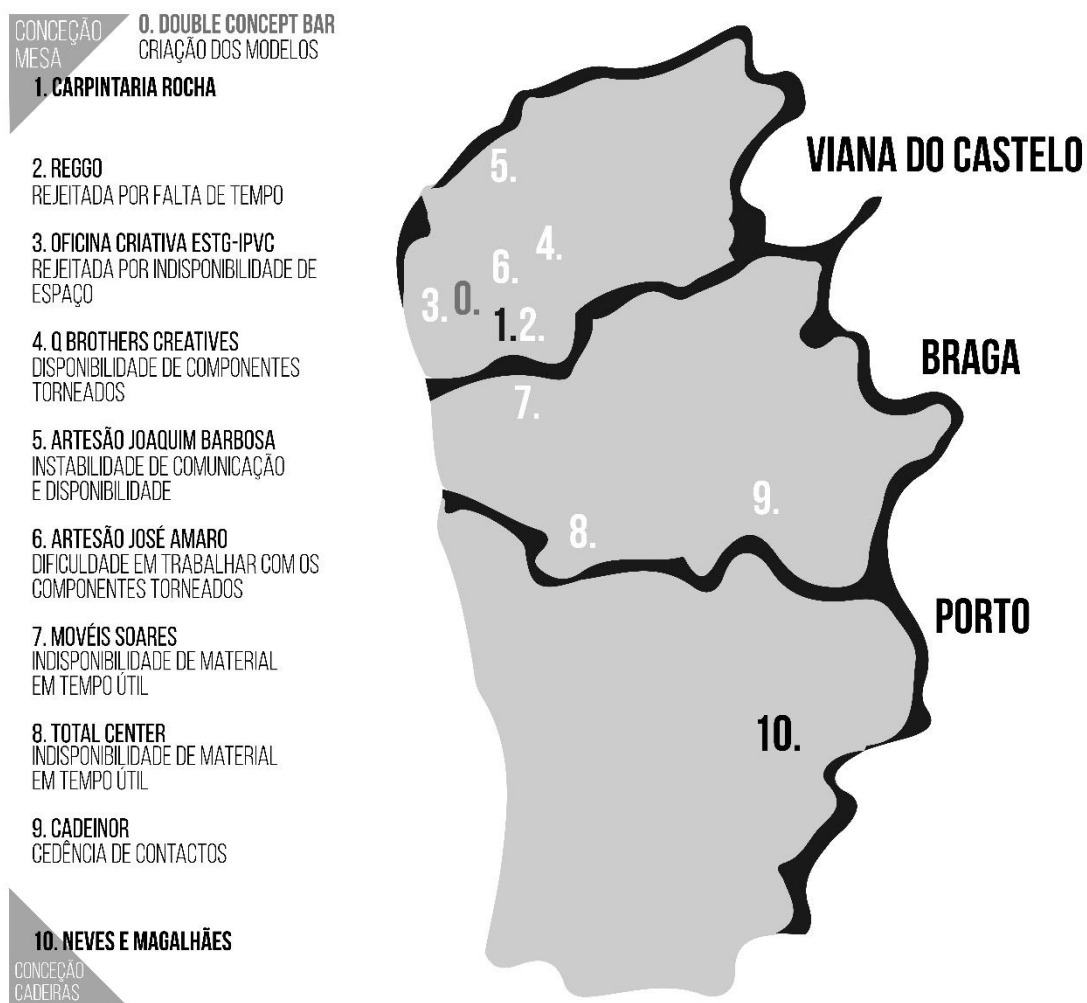 CONCEÇÃO
MESA
0. DOUBLE CONCEPT BAR
CRIAÇÃO DOS MODELOS
1. CARPINTARIA ROCHA
2. REGGO
REJEITADA POR FALTA DE TEMPO
3. OFICINA CRIATIVA ESTG-IPVC
REJEITADA POR INDISPONIBILIDADE DE
ESPAÇO
4. Q BROTHERS CREATIVES
DISPONIBILIDADE DE COMPONENTES
TORNEADOS
5. ARTESÃO JOAQUIM BARBOSA
INSTABILIDADE DE COMUNICAÇÃO
E DISPONIBILIDADE
6. ARTESÃO JOSÉ AMARO
DIFICULDADE EM TRABALHAR COM OS
COMPONENTES TORNEADOS
7. MOVÉIS SOARES
INDISPONIBILIDADE DE MATERIAL
EM TEMPO ÚTIL
8. TOTAL CENTER
INDISPONIBILIDADE DE MATERIAL
EM TEMPO ÚTIL
9. CADEINOR
CEDÊNCIA DE CONTACTOS
10. NEVES E MAGALHÃES
CONCEÇÃO
CADEIRAS
VIANA DO CASTELO
5.
4.
6.
3.
0.
1.
2.
BRAGA
7.
9.
8.
PORTO
10.